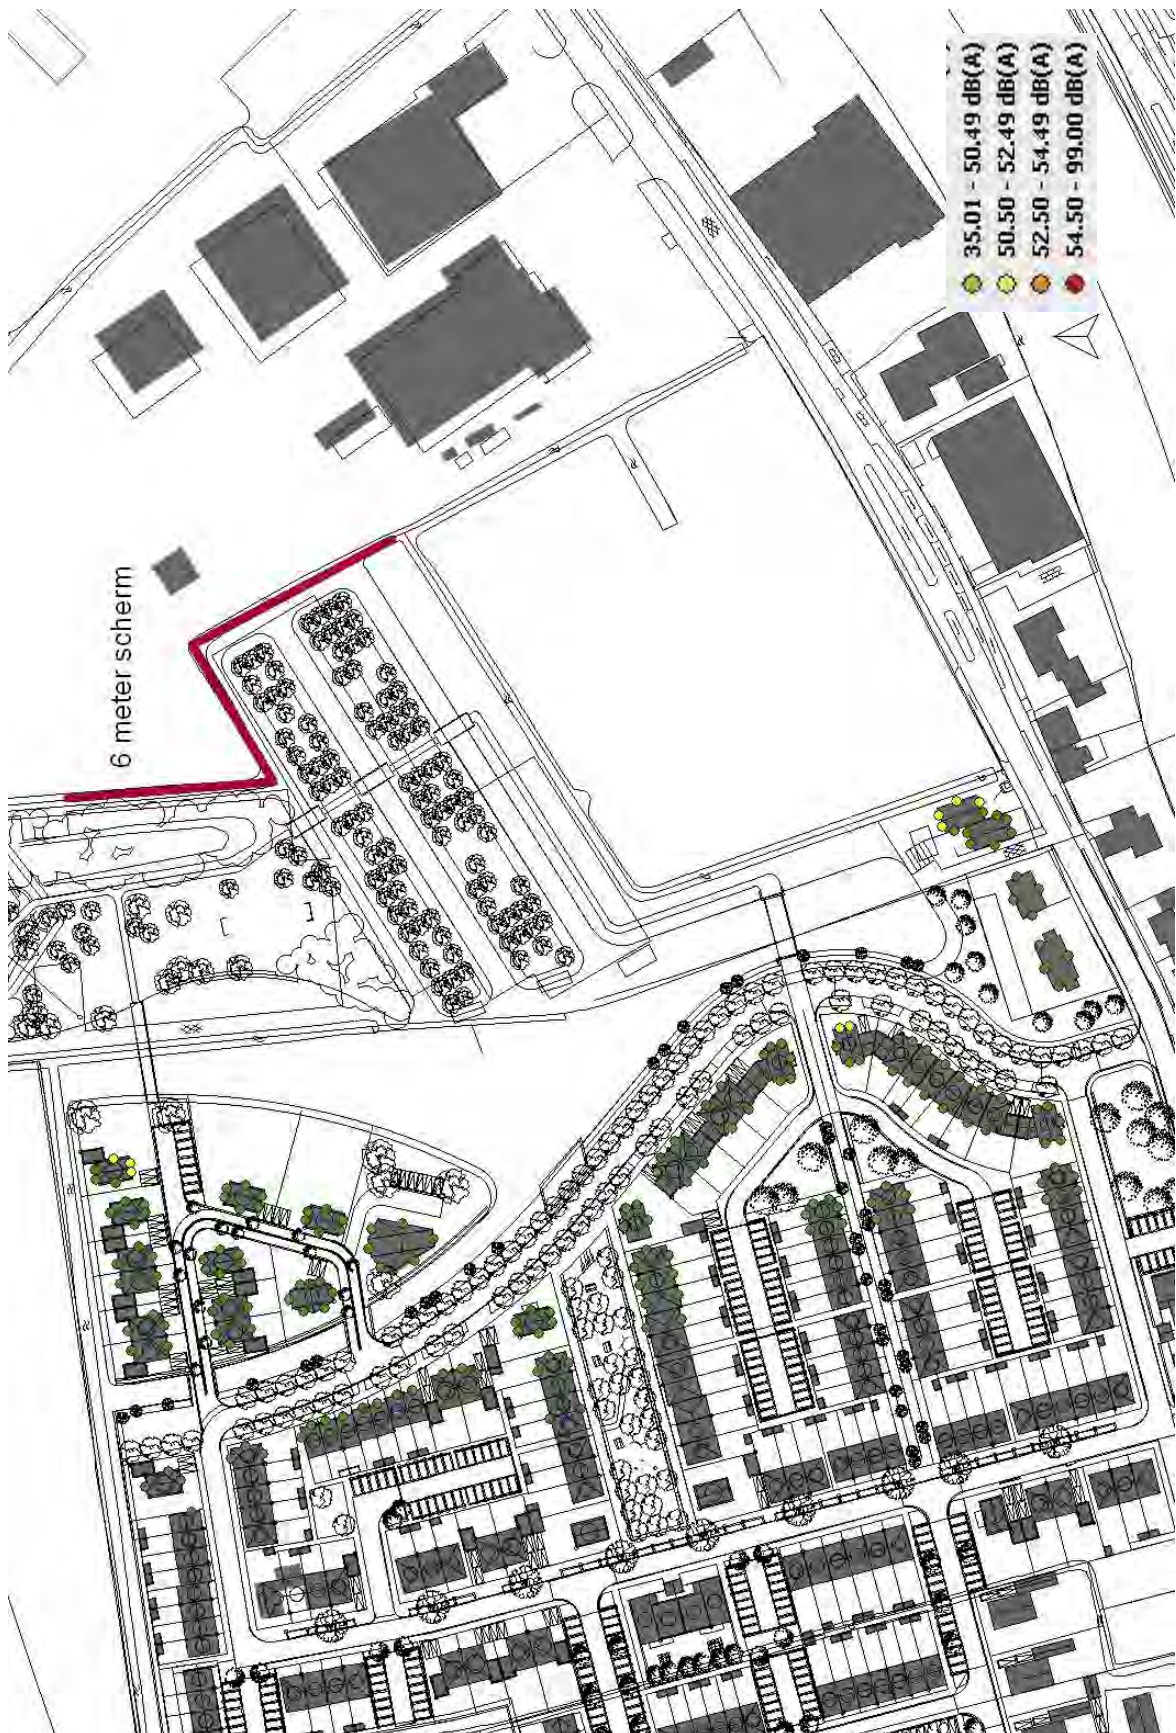 6 meter scherm
35.01 - 50.49 dB(A)
50.50 - 52.49 dB(A)
52.50 - 54.49 dB(A)
54.50 - 99.00 dB(A)